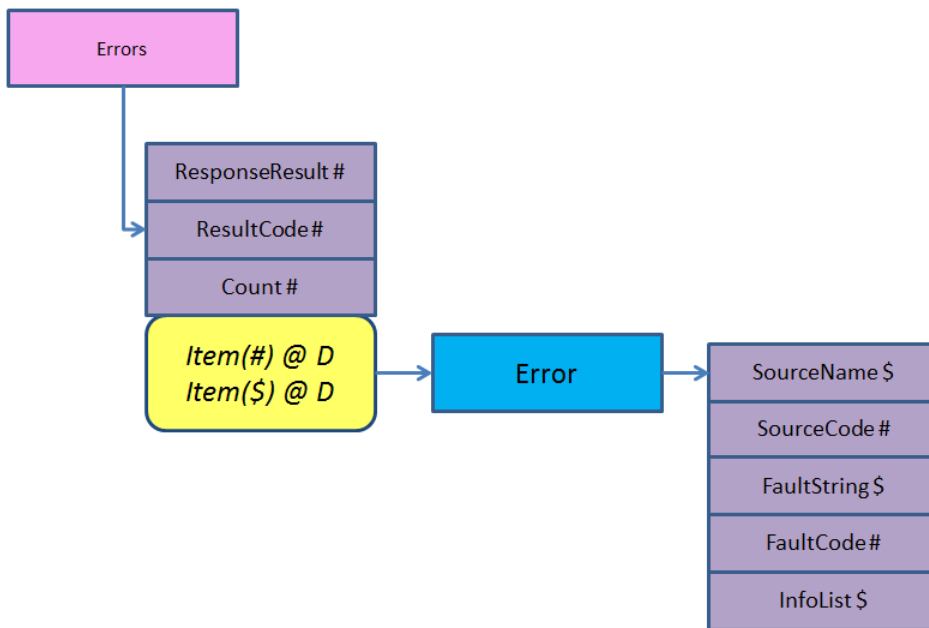 Errors
ResponseResult #
ResultCode #
Count #
Item(#) @ D
Item($) @ D
Error
SourceName $
SourceCode #
FaultString $
FaultCode #
InfoList $